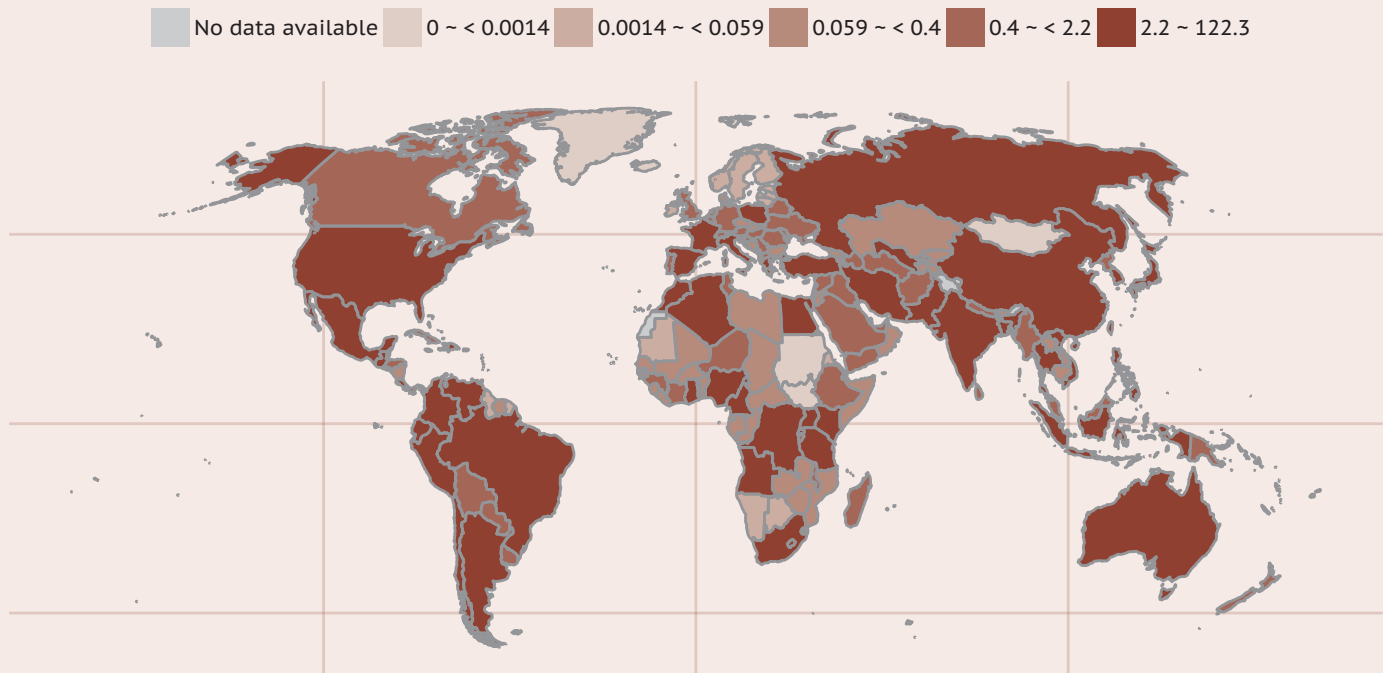 No data available 0 ~ < 0.0014 0.0014 ~ < 0.059 0.059 ~ < 0.4 0.4 ~ < 2.2 2.2 ~ 122.3